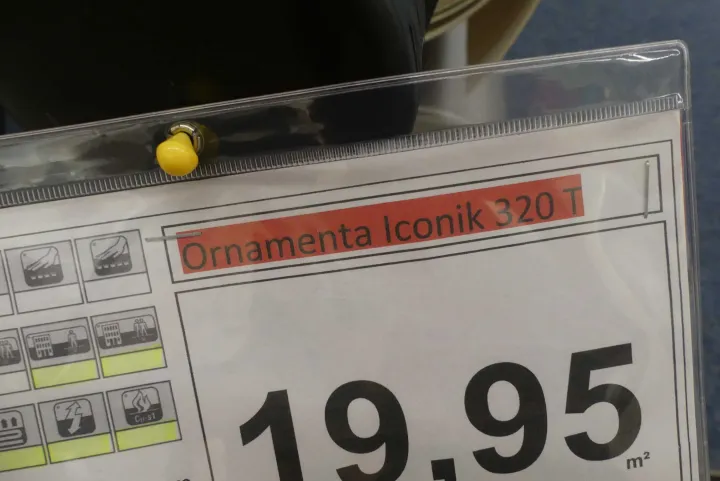 Ornamenta Iconik 320 T
19,95
m²